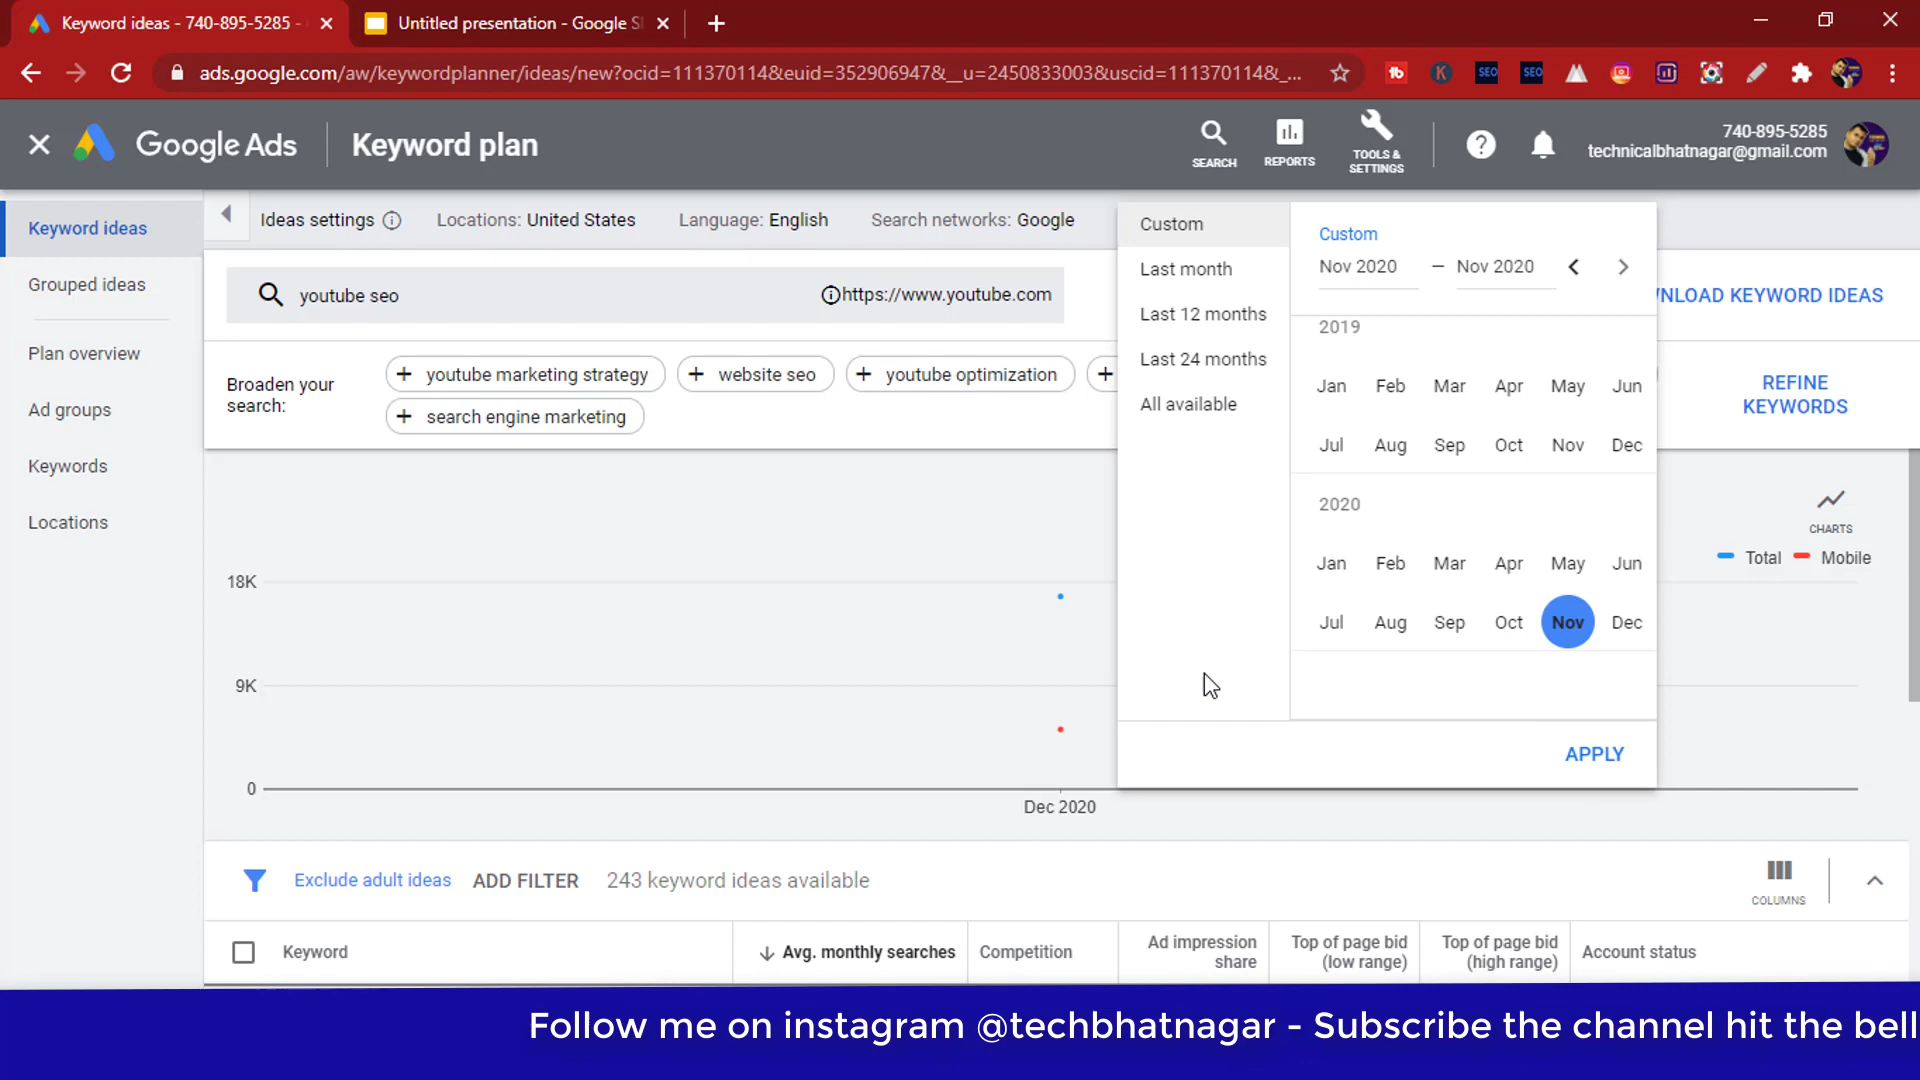 Keyword ideas - 740-895-5285 -
Untitled presentation - Google S
ads.google.com/aw/keywordplanner/ideas/new?ocid=111370114&euid=352906947&__u=2450833003&uscid=111370114&_...
Google Ads
Keyword plan
SEARCH
REPORTS
TOOLS &
SETTINGS
740-895-5285
technicalbhatnagar@gmail.com
Keyword ideas
Grouped ideas
Plan overview
Ad groups
Keywords
Locations
Ideas settings
Locations: United States
Language: English
Search networks: Google
youtube seo
https://www.youtube.com
Broaden your
search:
+ youtube marketing strategy
+ website seo
+ youtube optimization
+
+ search engine marketing
Custom
Last month
Last 12 months
Last 24 months
All available
Custom
Nov 2020 – Nov 2020
2019
Jan Feb Mar Apr May Jun
Jul Aug Sep Oct Nov Dec
2020
Jan Feb Mar Apr May Jun
Jul Aug Sep Oct Nov Dec
APPLY
WNLOAD KEYWORD IDEAS
REFINE
KEYWORDS
CHARTS
Total Mobile
18K
9K
0
Dec 2020
Exclude adult ideas
ADD FILTER
243 keyword ideas available
COLUMNS
Keyword
Avg. monthly searches
Competition
Ad impression
share
Top of page bid
(low range)
Top of page bid
(high range)
Account status
Follow me on instagram @techbhatnagar - Subscribe the channel hit the bell